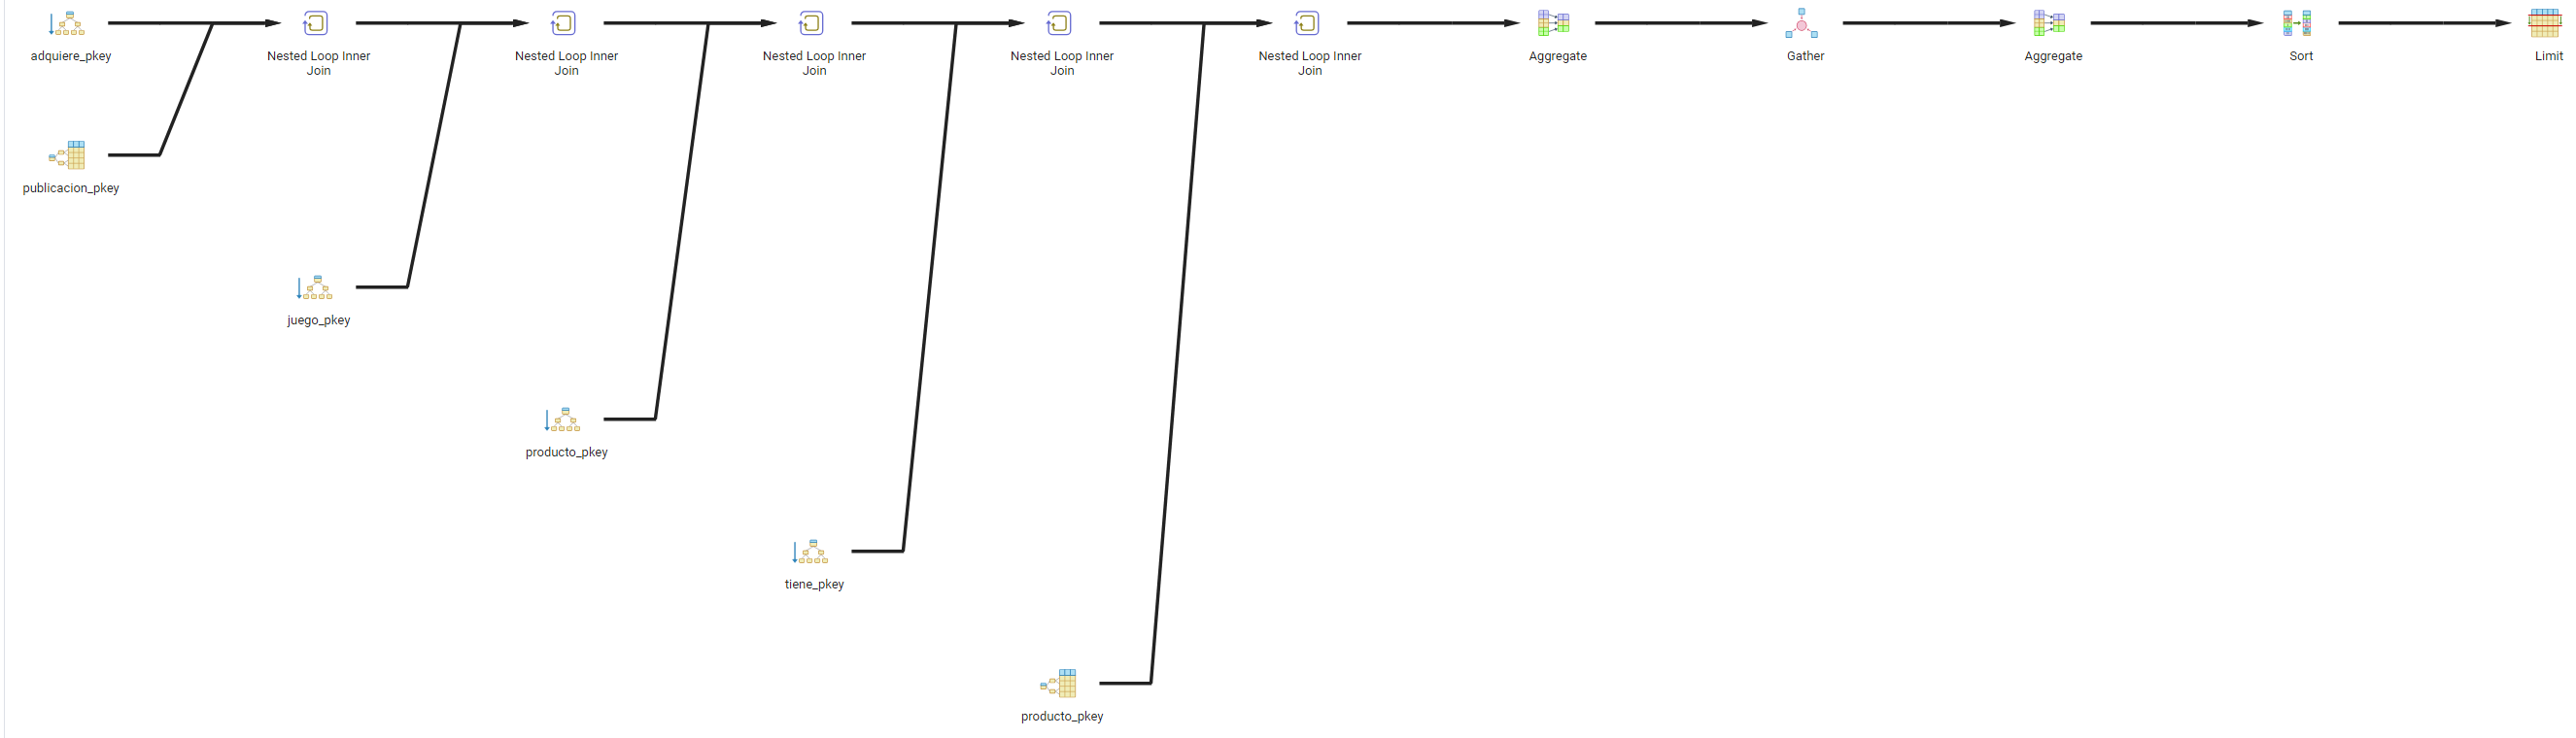 adquiere_pkey
Nested Loop Inner
Join
Nested Loop Inner
Join
Nested Loop Inner
Join
Nested Loop Inner
Join
Nested Loop Inner
Join
Aggregate
Gather
Aggregate
Sort
Limit
publicacion_pkey
juego_pkey
producto_pkey
tiene_pkey
producto_pkey